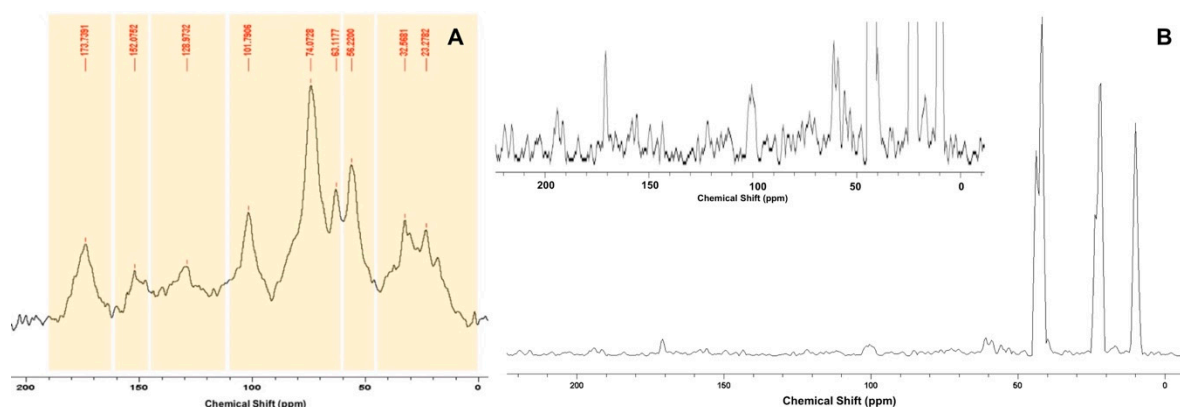 173.7391
152.0752
128.9732
101.7906
74.0728
63.1177
56.2200
32.5681
23.2782
A
200 150 100 50 0
Chemical Shift (ppm)
B
200 150 100 50 0
Chemical Shift (ppm)
200 150 100 50 0
Chemical Shift (ppm)